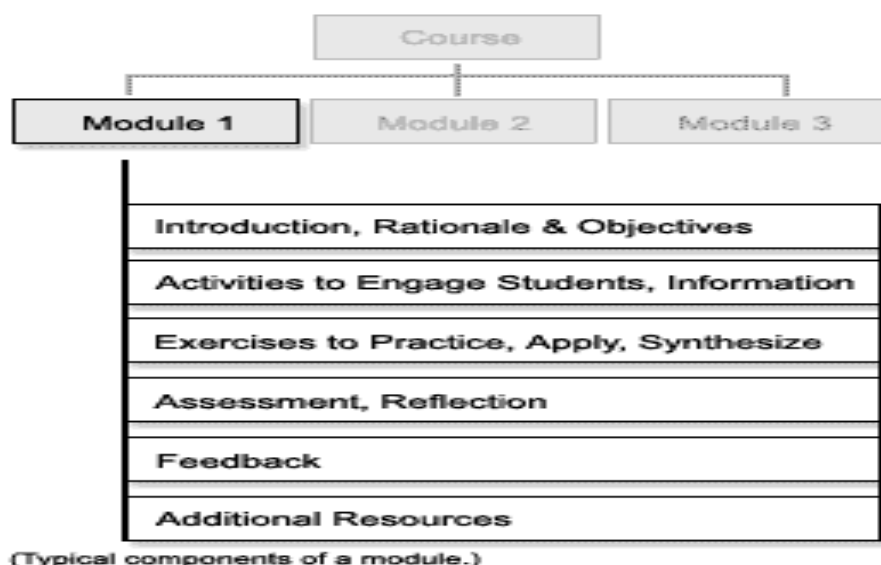 Course
Module 1
Module 2
Module 3
Introduction, Rationale & Objectives
Activities to Engage Students, Information
Exercises to Practice, Apply, Synthesize
Assessment, Reflection
Feedback
Additional Resources
(Typical components of a module.)